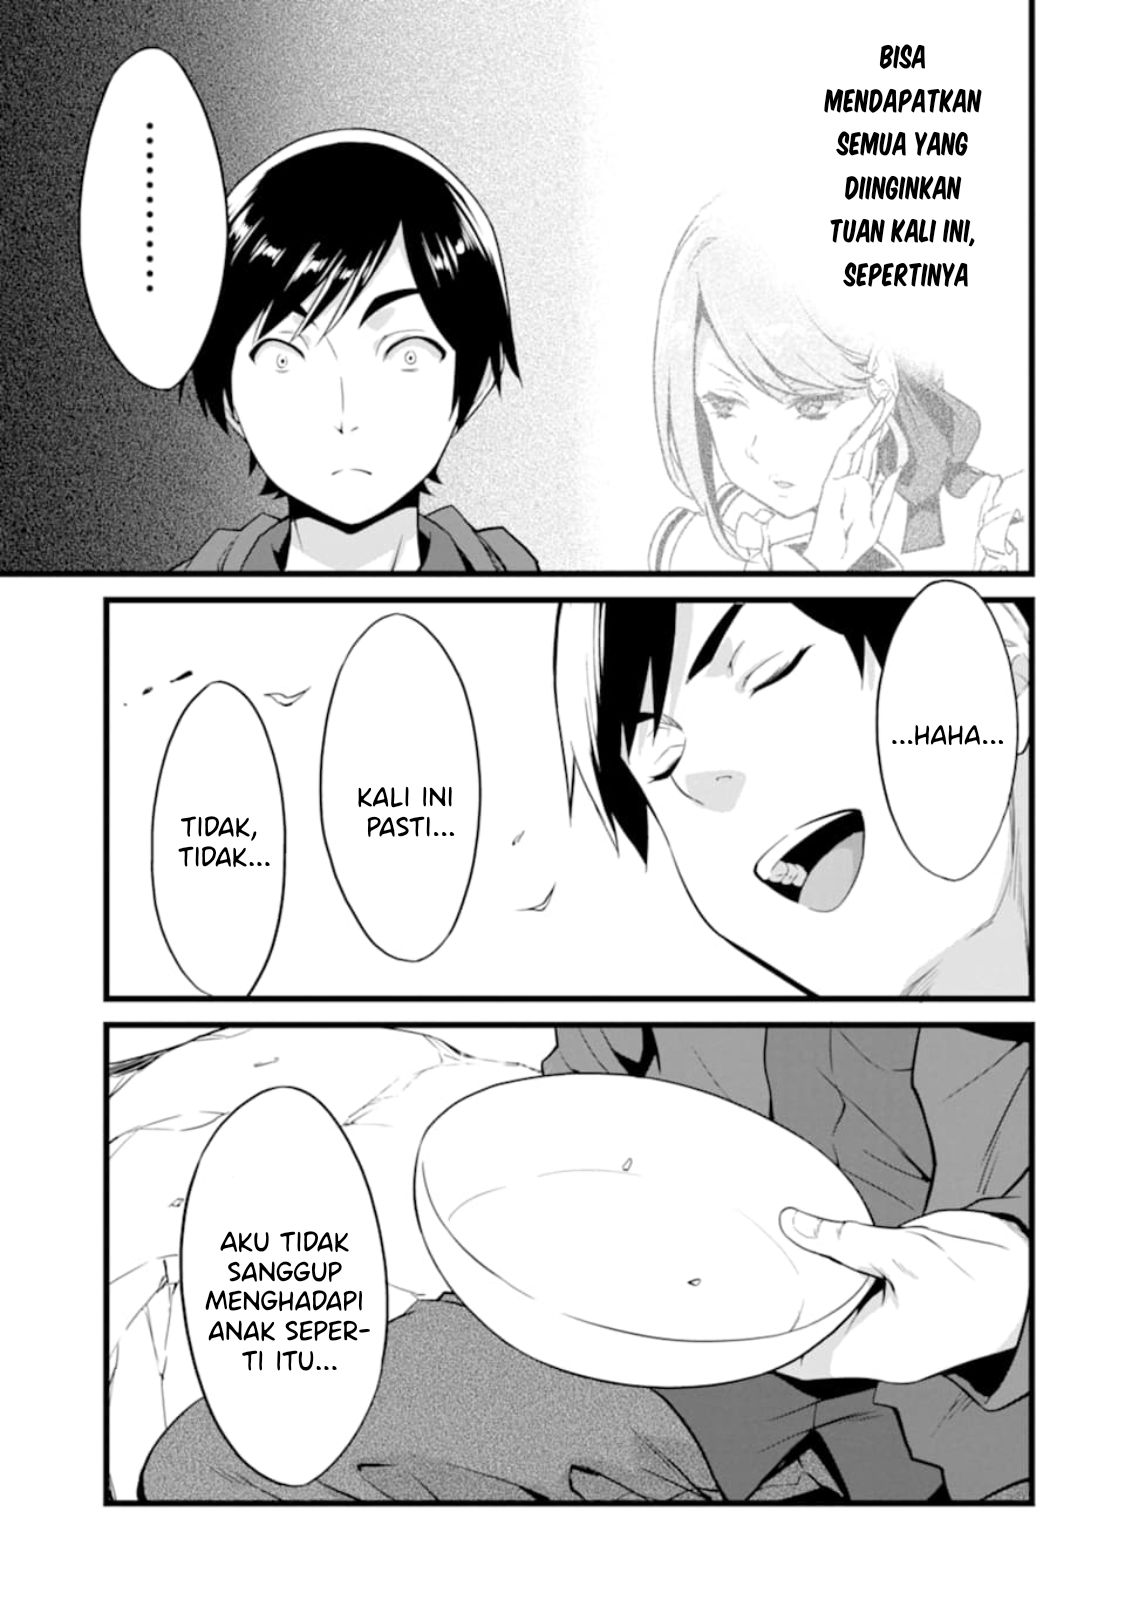 BISA
MENDAPATKAN
SEMUA YANG
DIINGINKAN
TUAN KALI INI,
SEPERTINYA
...........
...HAHA...
KALI INI
PASTI...
TIDAK,
TIDAK...
AKU TIDAK
SANGGUP
MENGHADAPI
ANAK SEPER-
TI ITU...